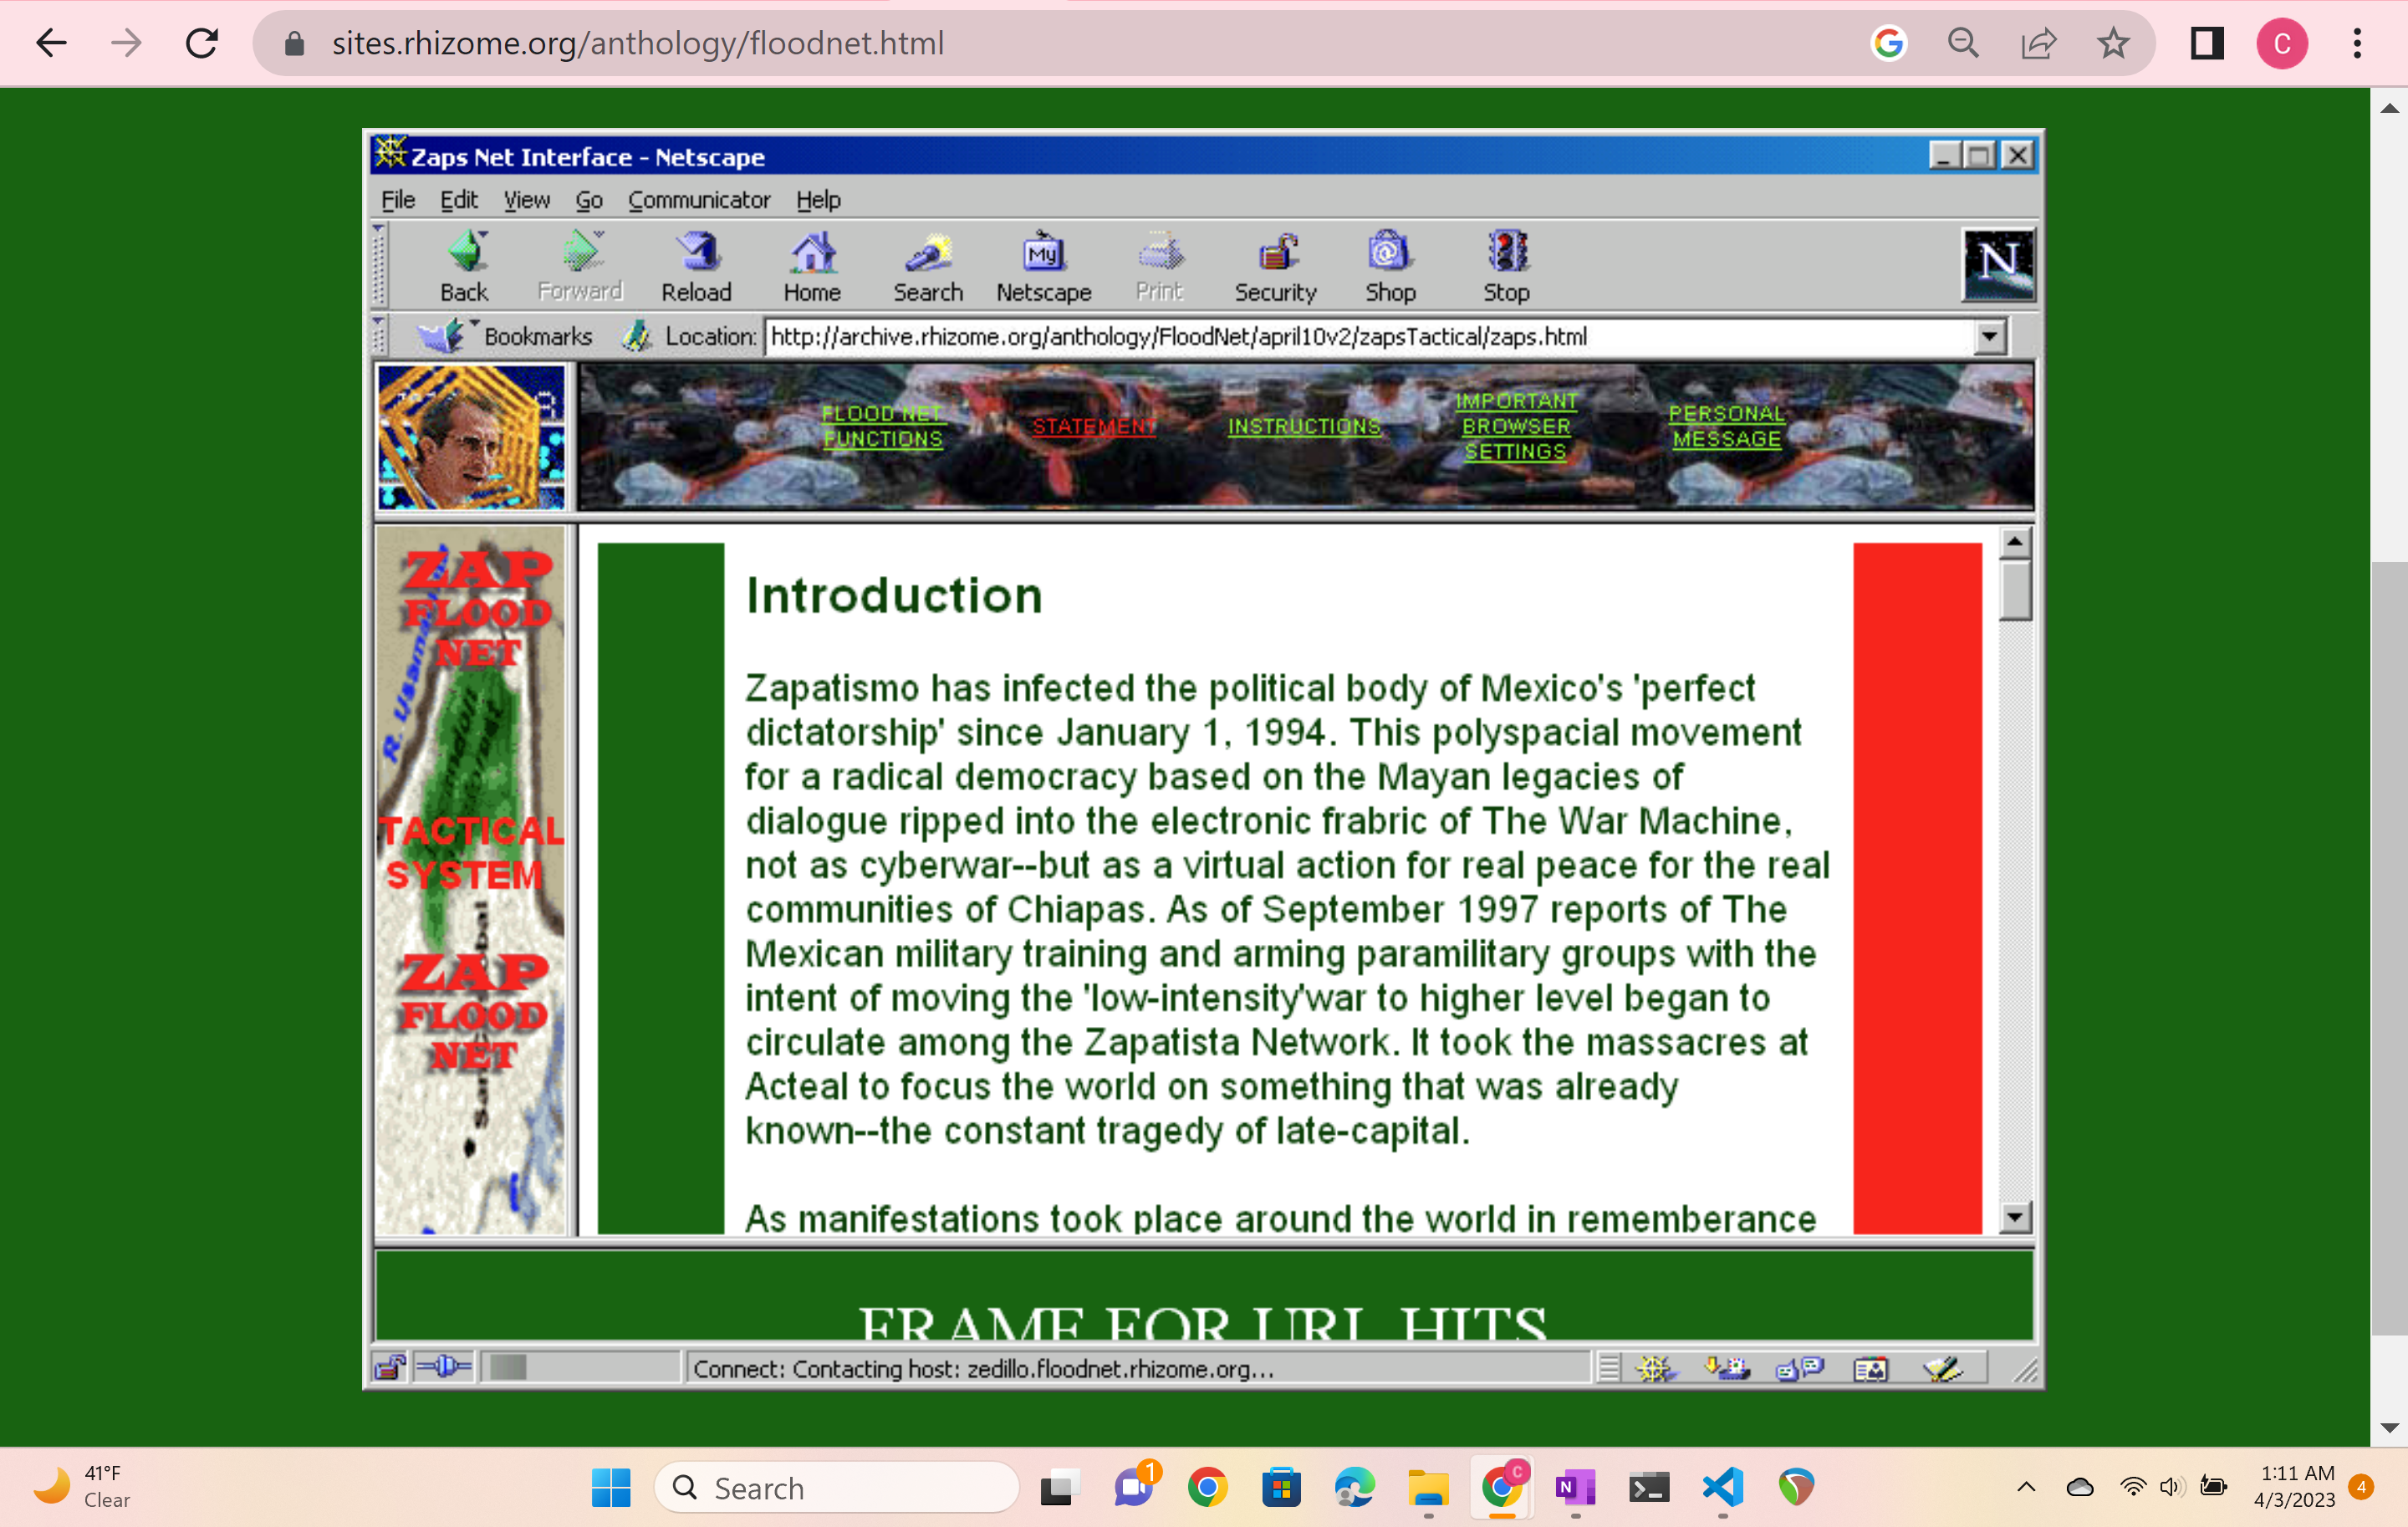 sites.rhizome.org/anthology/floodnet.html
C
Zaps Net Interface - Netscape
File Edit View Go Communicator Help
My
N
Back Forward Reload Home Search Netscape Print Security Shop Stop
Bookmarks Location: http://archive.rhizome.org/anthology/FloodNet/april10v2/zapsTactical/zaps.html
FLOOD NET
FUNCTIONS
STATEMENT
INSTRUCTIONS
IMPORTANT
BROWSER
SETTINGS
PERSONAL
MESSAGE
ZAP
FLOOD
NET
TACTICAL
SYSTEM
ZAP
FLOOD
NET
Introduction
Zapatismo has infected the political body of Mexico's 'perfect
dictatorship' since January 1, 1994. This polyspacial movement
for a radical democracy based on the Mayan legacies of
dialogue ripped into the electronic frabric of The War Machine,
not as cyberwar--but as a virtual action for real peace for the real
communities of Chiapas. As of September 1997 reports of The
Mexican military training and arming paramilitary groups with the
intent of moving the 'low-intensity'war to higher level began to
circulate among the Zapatista Network. It took the massacres at
Acteal to focus the world on something that was already
known--the constant tragedy of late-capital.
As manifestations took place around the world in rememberance
FRAME FOR URL HITS
Connect: Contacting host: zedillo.floodnet.rhizome.org...
41°F
Clear
Search
1
C
N
1:11 AM
4/3/2023
4